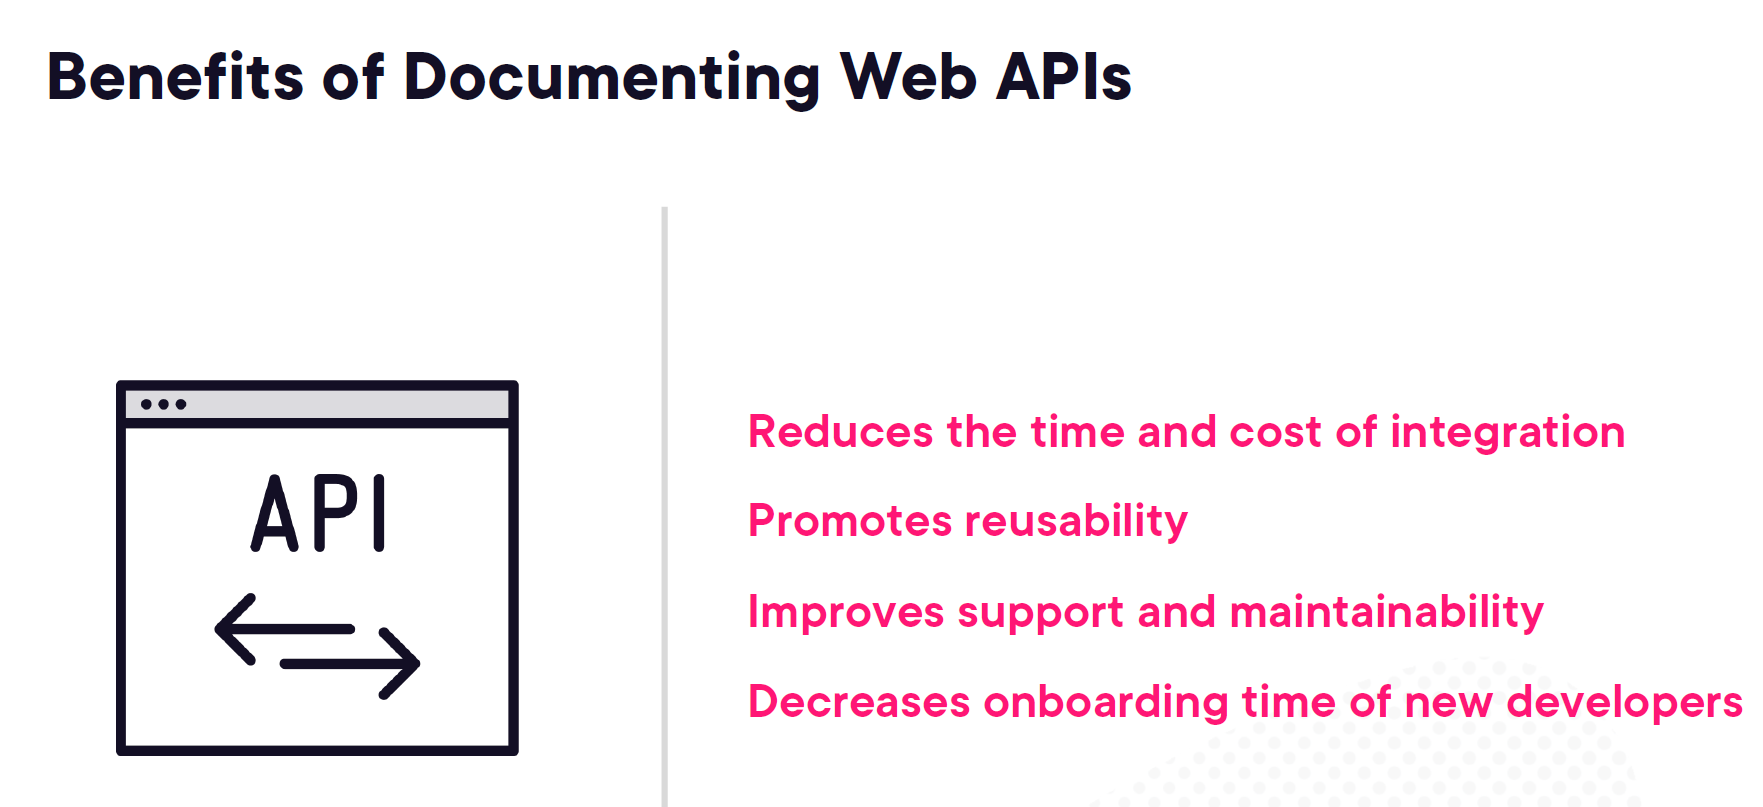 Benefits of Documenting Web APIs
API
Reduces the time and cost of integration
Promotes reusability
Improves support and maintainability
Decreases onboarding time of new developers